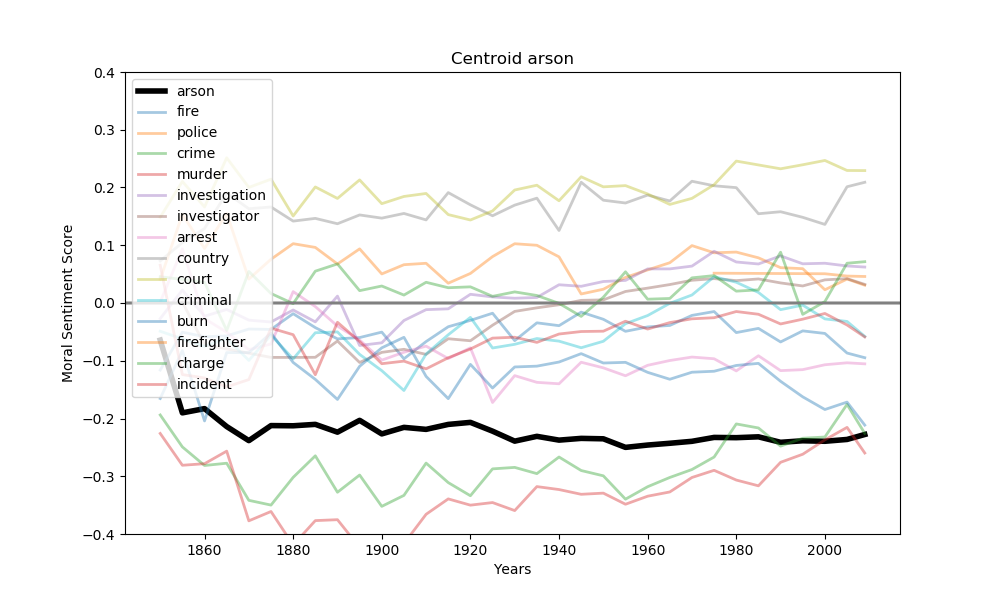 Centroid arson
Moral Sentiment Score
0.4
0.3
0.2
0.1
0.0
−0.1
−0.2
−0.3
−0.4
arson
fire
police
crime
murder
investigation
investigator
arrest
country
court
criminal
burn
firefighter
charge
incident
1860
1880
1900
1920
1940
1960
1980
2000
Years